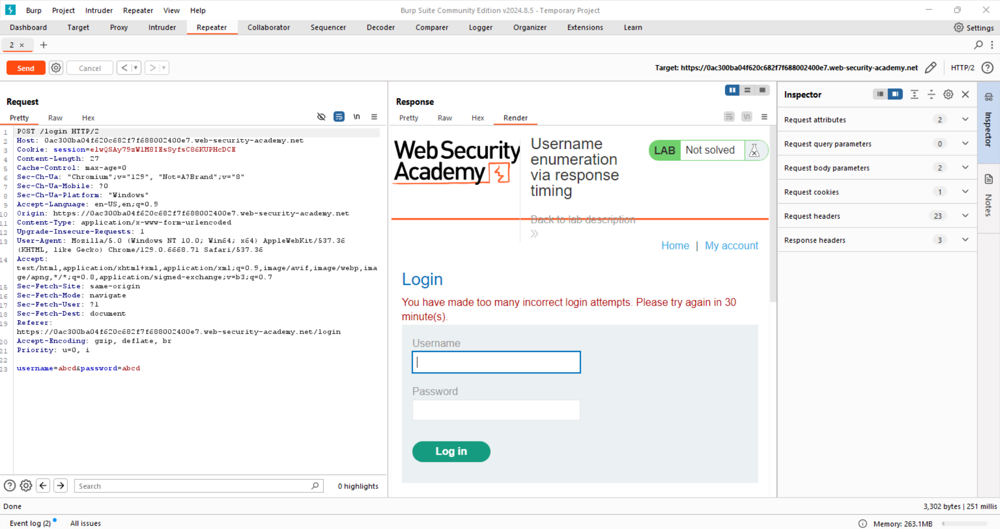 Burp Project Intruder Repeater View Help
Burp Suite Community Edition v2024.8.5 - Temporary Project
Dashboard Target Proxy Intruder Repeater Collaborator Sequencer Decoder Comparer Logger Organizer Extensions Learn
Settings
2 ×
Send Cancel
Target: https://0ac300ba04f620c682f7f688002400e7.web-security-academy.net
HTTP/2
Request
Pretty Raw Hex
\n
1 POST /login HTTP/2
2 Host: 0ac300ba04f620c682f7f688002400e7.web-security-academy.net
3 Cookie: session=elwQSAy79zWlM8IEsSyfsC86KUPHcDCE
4 Content-Length: 27
5 Cache-Control: max-age=0
6 Sec-Ch-Ua: "Chromium";v="129", "Not=A?Brand";v="8"
7 Sec-Ch-Ua-Mobile: ?0
8 Sec-Ch-Ua-Platform: "Windows"
9 Accept-Language: en-US,en;q=0.9
10 Origin: https://0ac300ba04f620c682f7f688002400e7.web-security-academy.net
11 Content-Type: application/x-www-form-urlencoded
12 Upgrade-Insecure-Requests: 1
13 User-Agent: Mozilla/5.0 (Windows NT 10.0; Win64; x64) AppleWebKit/537.36
(KHTML, like Gecko) Chrome/129.0.6668.71 Safari/537.36
14 Accept:
text/html,application/xhtml+xml,application/xml;q=0.9,image/avif,image/webp,ima
ge/apng,*/*;q=0.8,application/signed-exchange;v=b3;q=0.7
15 Sec-Fetch-Site: same-origin
16 Sec-Fetch-Mode: navigate
17 Sec-Fetch-User: ?1
18 Sec-Fetch-Dest: document
19 Referer:
https://0ac300ba04f620c682f7f688002400e7.web-security-academy.net/login
20 Accept-Encoding: gzip, deflate, br
21 Priority: u=0, i
22
23 username=abcd&password=abcd
Search
0 highlights
Response
Pretty Raw Hex Render
\n
Web Security
Academy
Username
enumeration
via response
timing
LAB Not solved
Back to lab description
Home | My account
Login
You have made too many incorrect login attempts. Please try again in 30
minute(s).
Username
Password
Log in
Inspector
Request attributes 2
Request query parameters 0
Request body parameters 2
Request cookies 1
Request headers 23
Response headers 3
Inspector
Notes
Done
3,302 bytes | 251 millis
Event log (2) All issues
Memory: 263.1MB